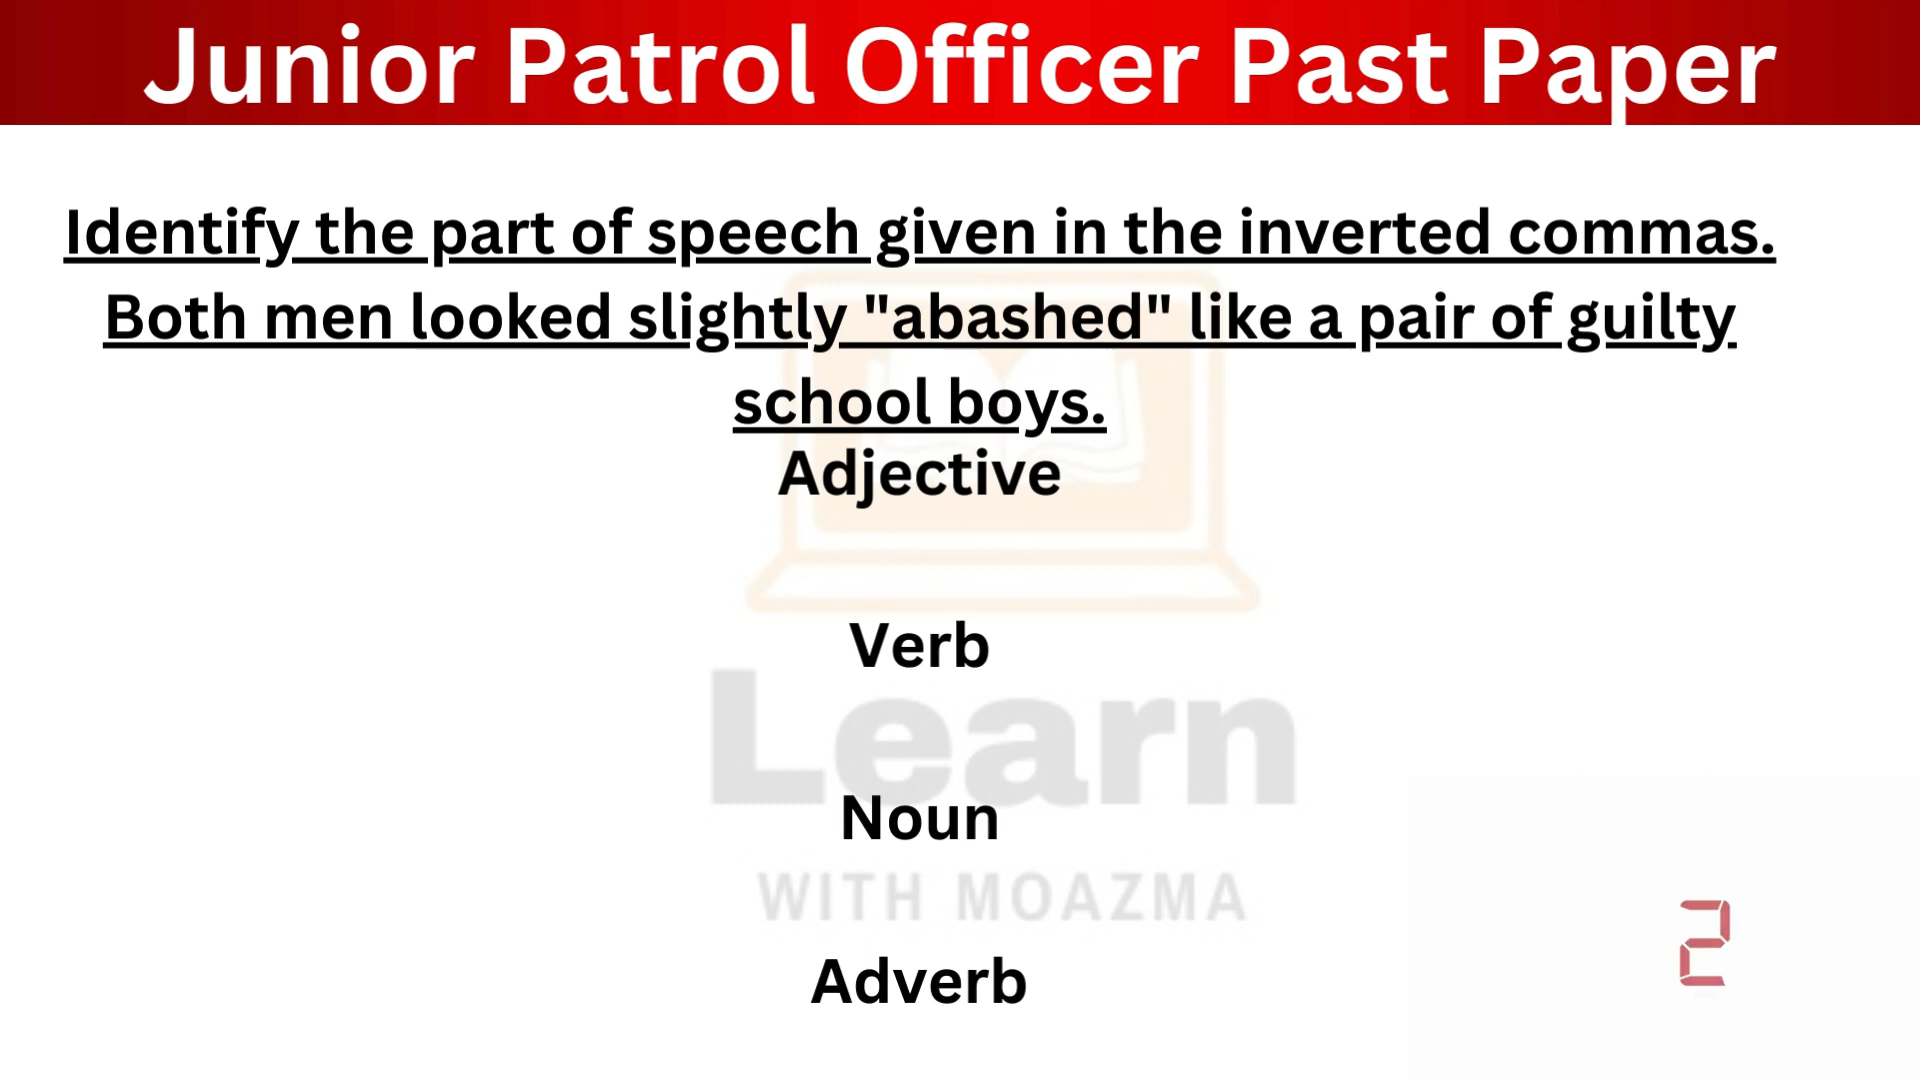 Junior Patrol Officer Past Paper
Identify the part of speech given in the inverted commas.
Both men looked slightly "abashed" like a pair of guilty
school boys.
Adjective
Verb
Learn
Noun
WITH MOAZMA
2
Adverb